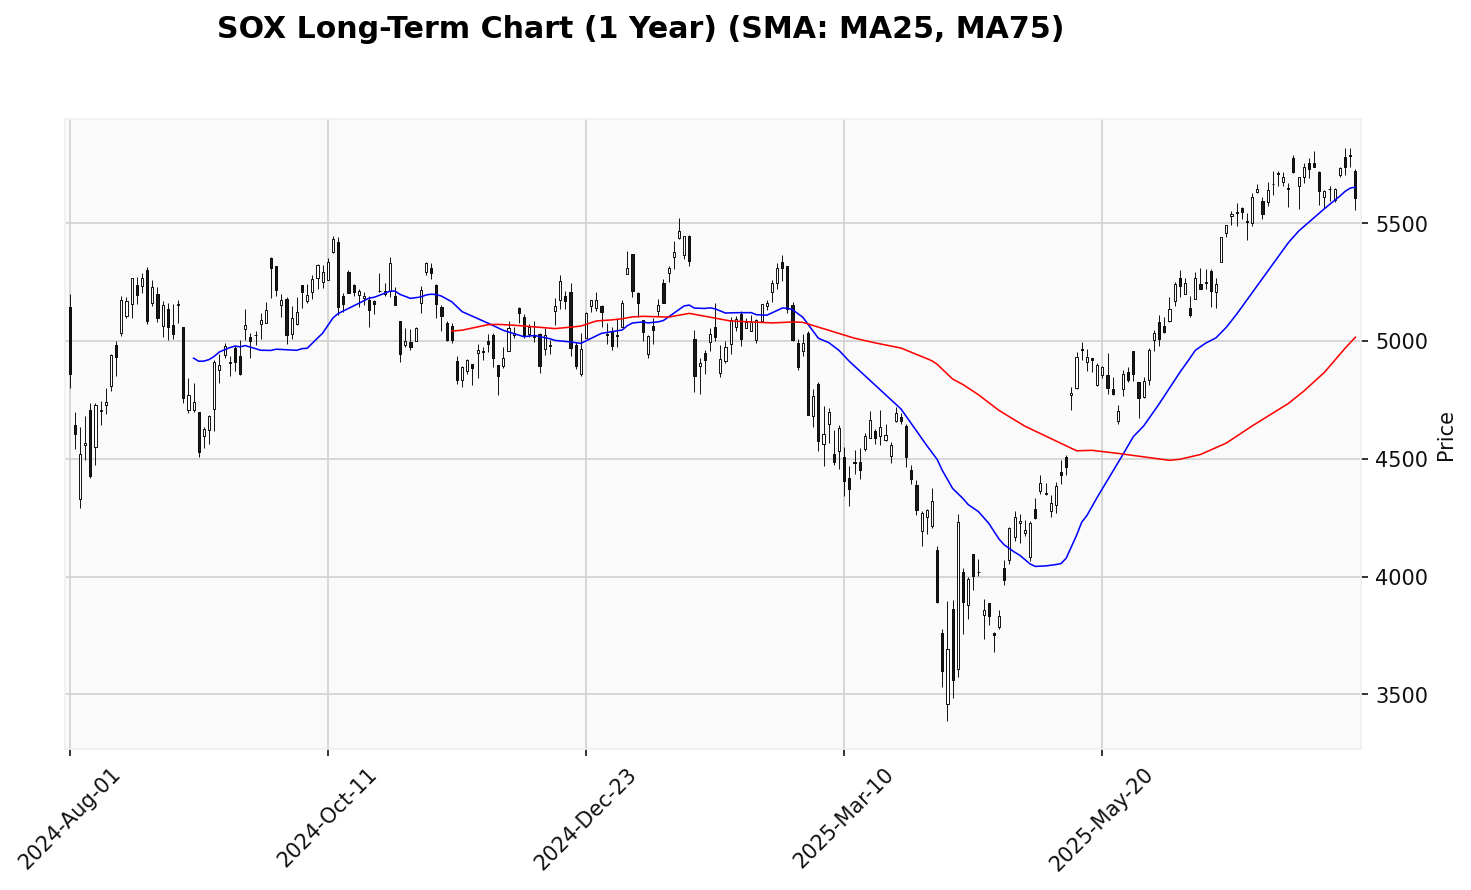 SOX Long-Term Chart (1 Year) (SMA: MA25, MA75)
5500
5000
4500
4000
3500
Price
2024-Aug-01
2024-Oct-11
2024-Dec-23
2025-Mar-10
2025-May-20